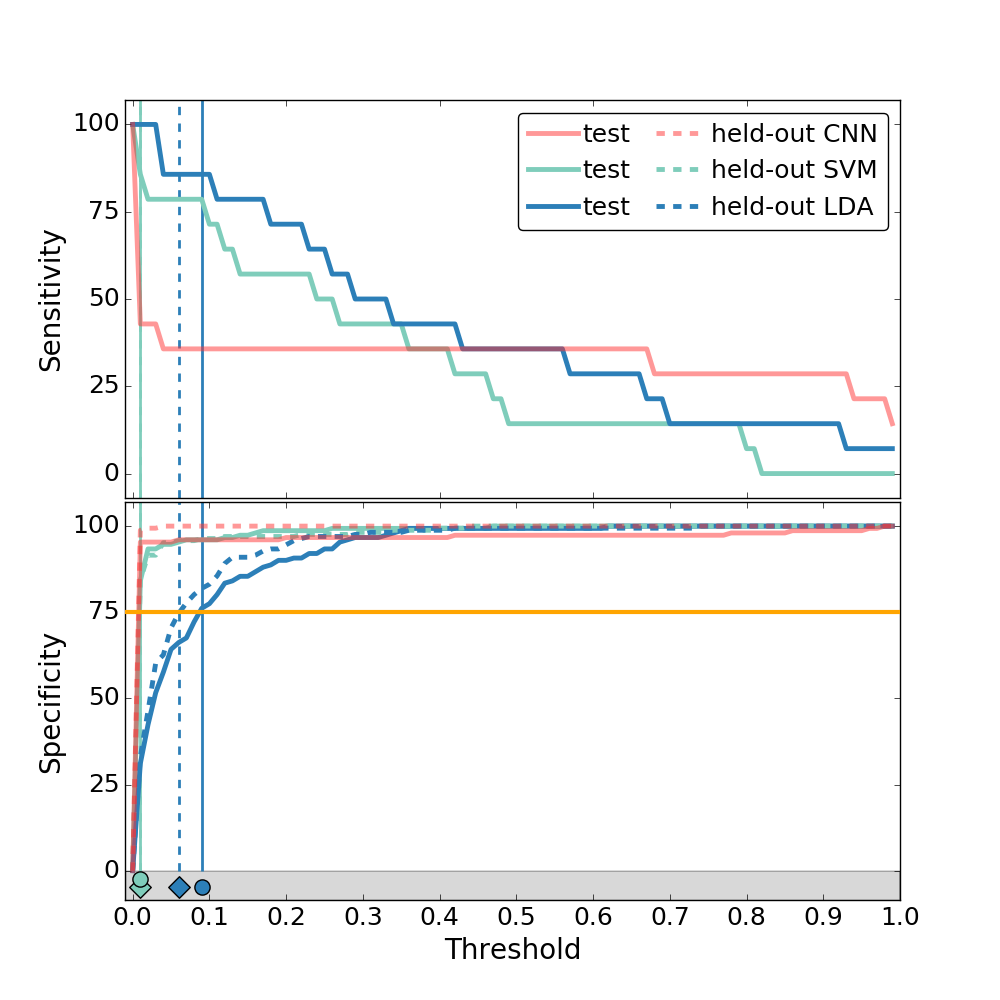 100
75
50
25
0
Sensitivity
test held-out CNN
test held-out SVM
test held-out LDA
100
75
50
25
0
Specificity
0.0 0.1 0.2 0.3 0.4 0.5 0.6 0.7 0.8 0.9 1.0
Threshold